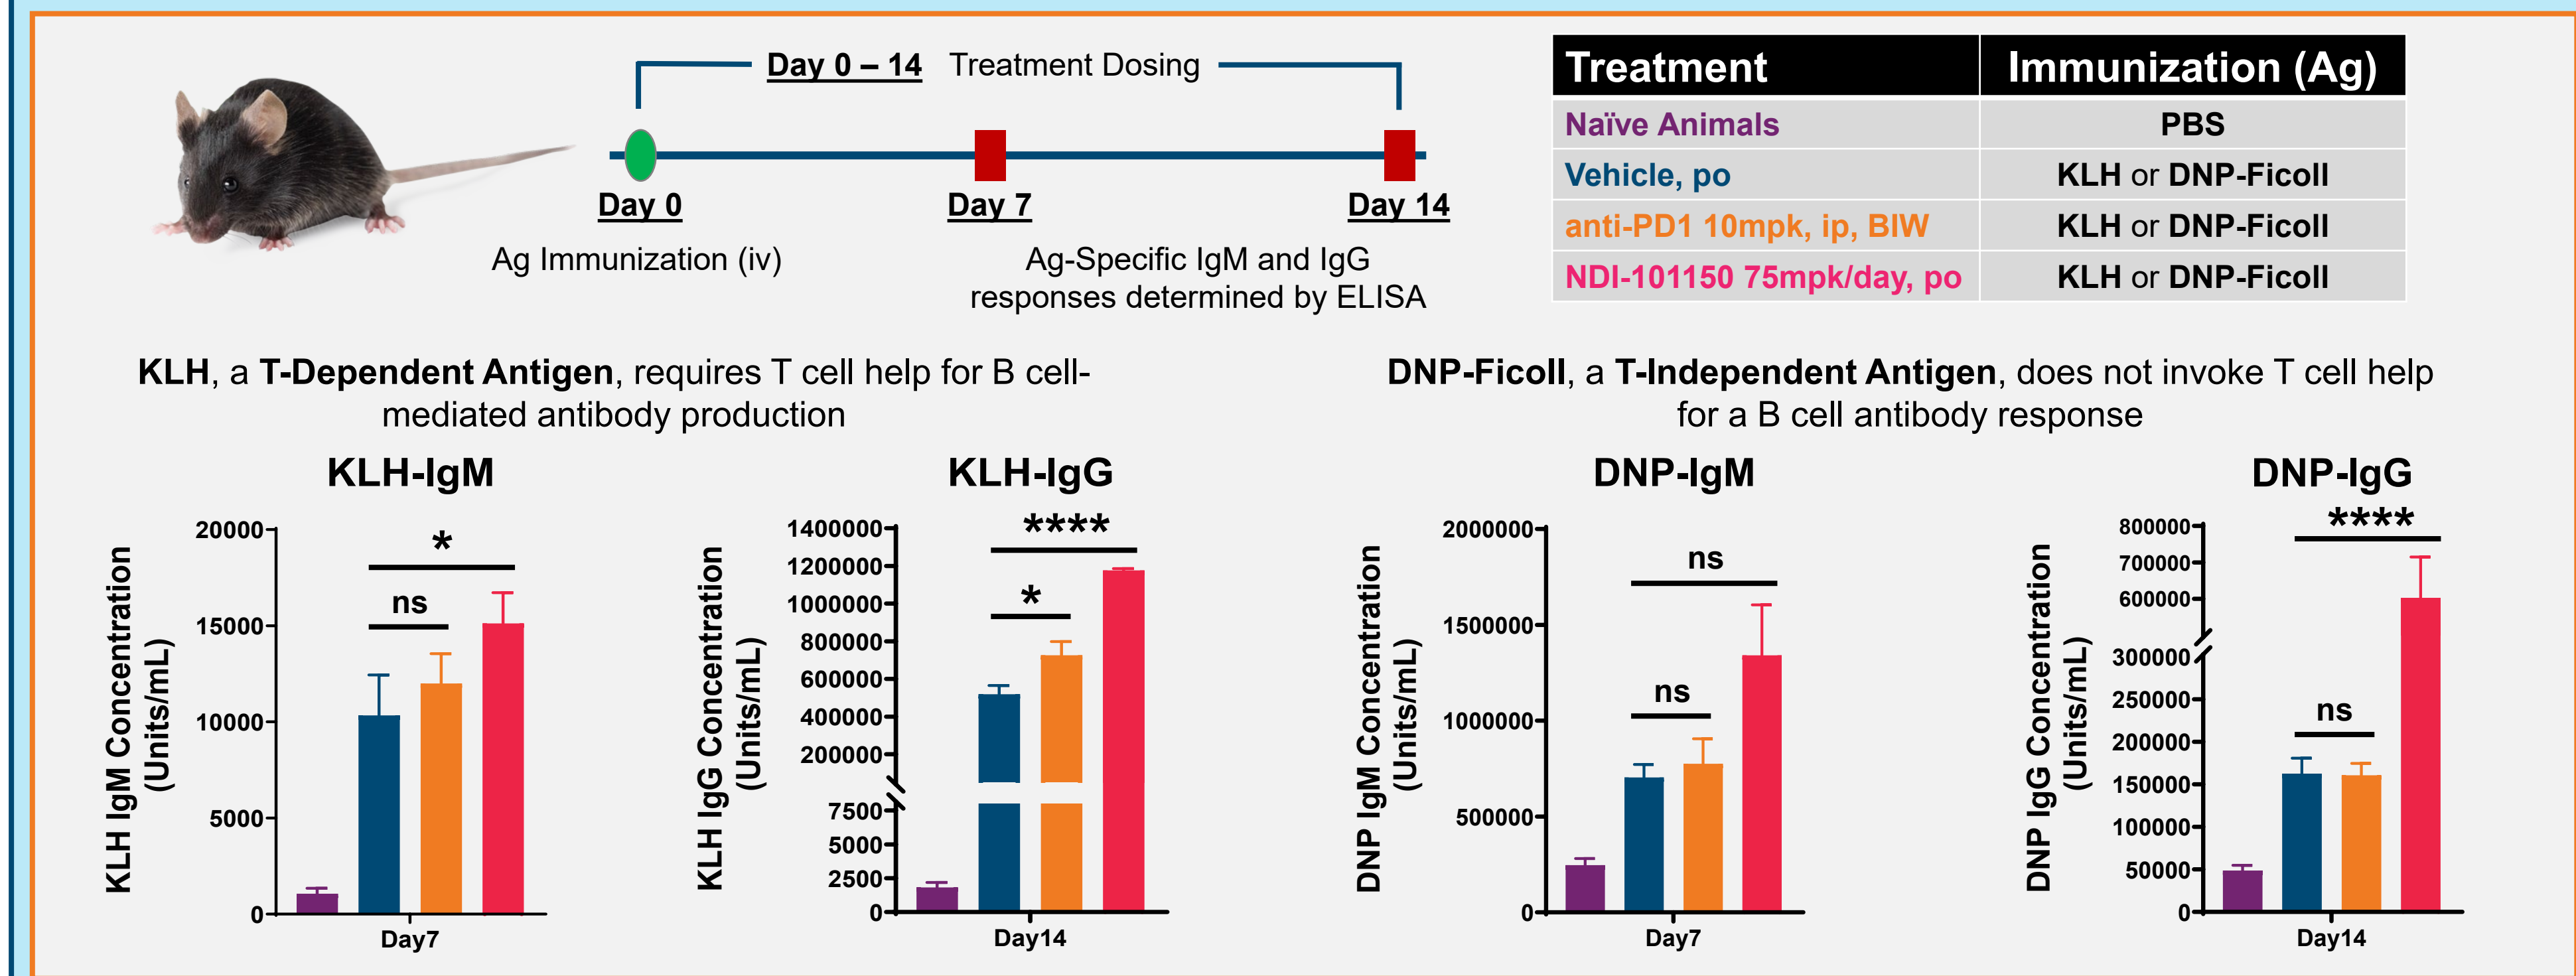 Day 0 – 14 Treatment Dosing
Day 0
Day 7
Day 14
Ag Immunization (iv)
Ag-Specific IgM and IgG
responses determined by ELISA
Treatment Immunization (Ag)
Naïve Animals PBS
Vehicle, po KLH or DNP-Ficoll
anti-PD1 10mpk, ip, BIW KLH or DNP-Ficoll
NDI-101150 75mpk/day, po KLH or DNP-Ficoll
KLH, a T-Dependent Antigen, requires T cell help for B cell-
mediated antibody production
DNP-Ficoll, a T-Independent Antigen, does not invoke T cell help
for a B cell antibody response
KLH-IgM
KLH IgM Concentration
(Units/mL)
20000
15000
10000
5000
0
*
ns
Day7
KLH-IgG
KLH IgG Concentration
(Units/mL)
1400000
1200000
1000000
800000
600000
400000
200000
7500
5000
2500
0
****
*
Day14
DNP-IgM
DNP IgM Concentration
(Units/mL)
2000000
1500000
1000000
500000
0
ns
ns
Day7
DNP-IgG
DNP IgG Concentration
(Units/mL)
800000
700000
600000
300000
250000
200000
150000
100000
50000
0
****
ns
Day14